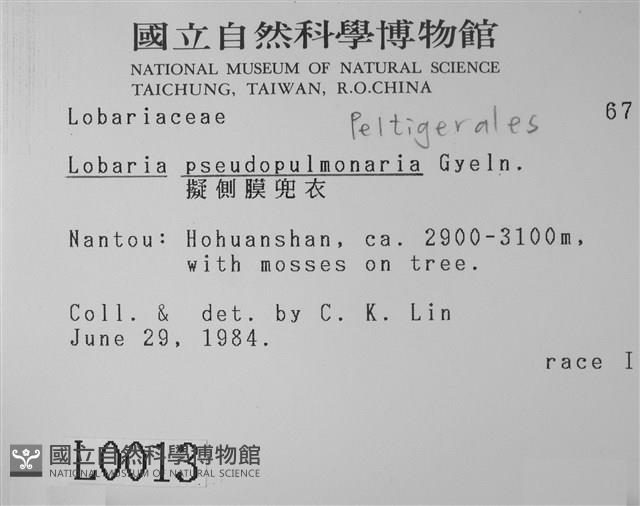 國立自然科學博物館
NATIONAL MUSEUM OF NATURAL SCIENCE
TAICHUNG, TAIWAN, R.O.CHINA
Lobariaceae Peltigerales 67
Lobaria pseudopulmonaria Gyeln.
擬側膜兜衣
Nantou: Hohuanshan, ca. 2900-3100m,
with mosses on tree.
Coll. & det. by C. K. Lin
June 29, 1984.
race I
L0013
國立自然科學博物館
NATIONAL MUSEUM OF NATURAL SCIENCE